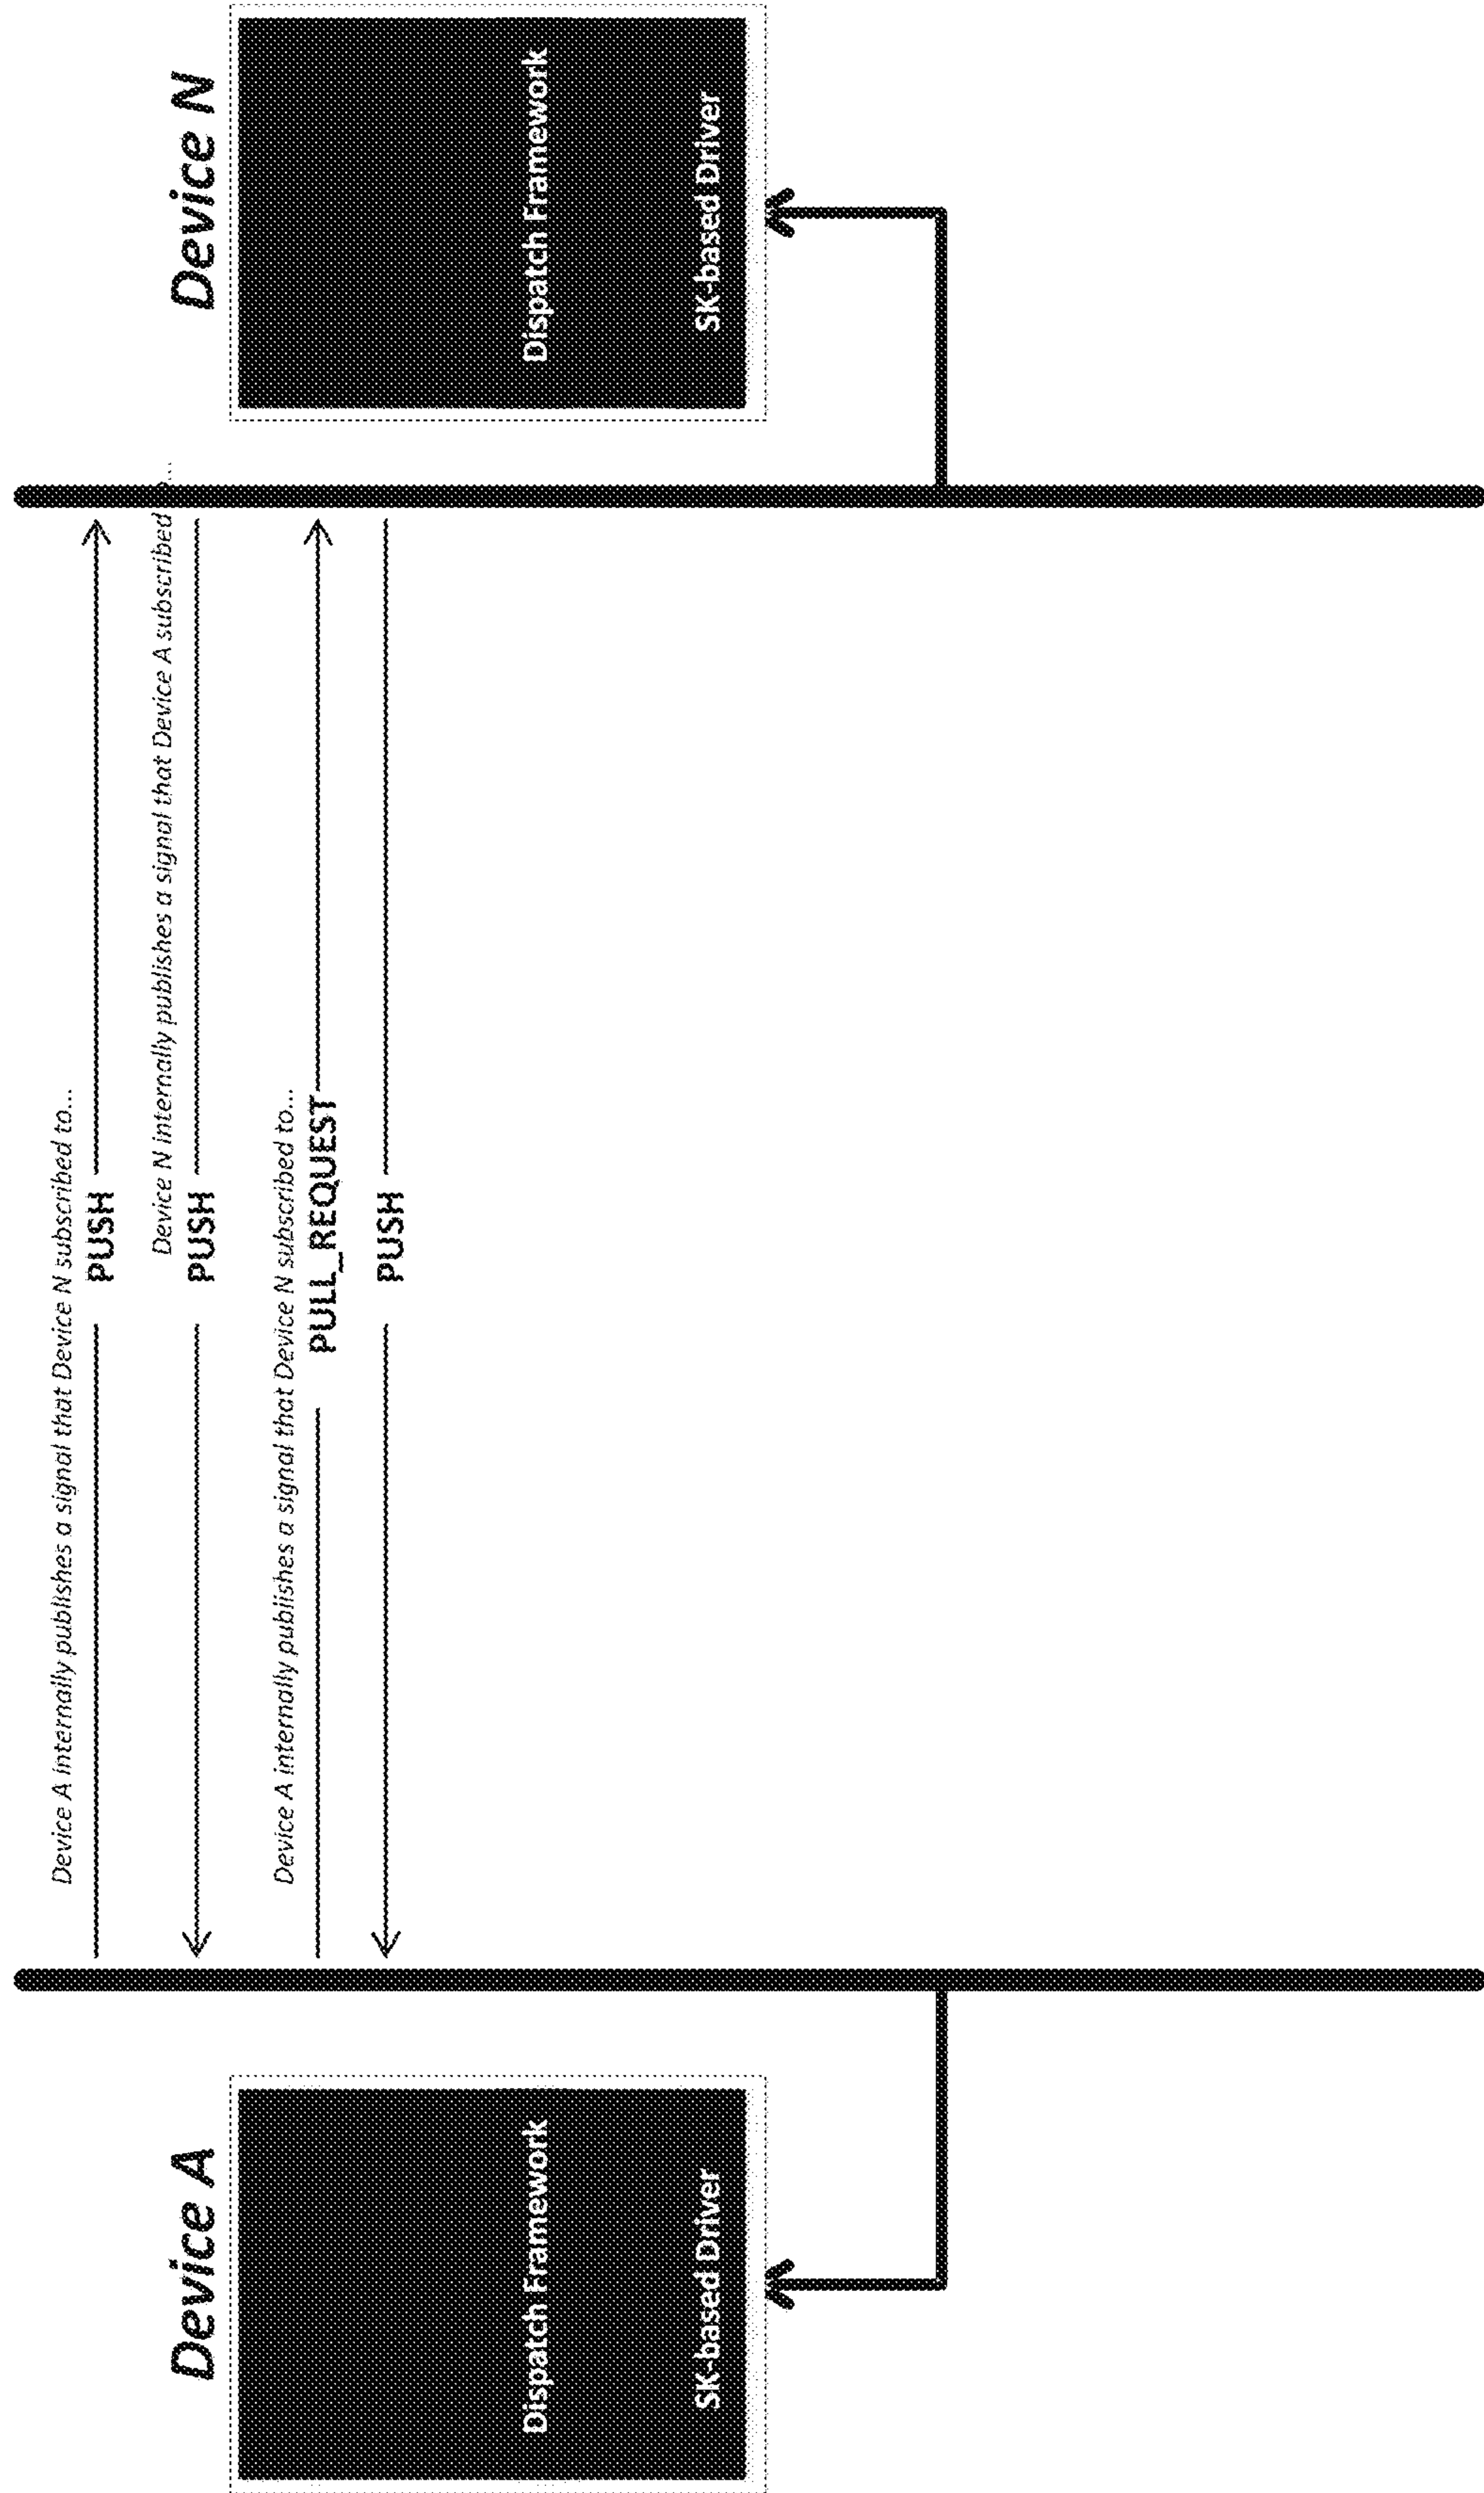 Device A internally publishes a signal that Device N subscribed to...
PUSH
Device N internally publishes a signal that Device A subscribed
PUSH
Device A internally publishes a signal that Device N subscribed to...
PULL_REQUEST
PUSH
Device A
Dispatch Framework
SK-based Driver
Device N
Dispatch Framework
SK-based Driver